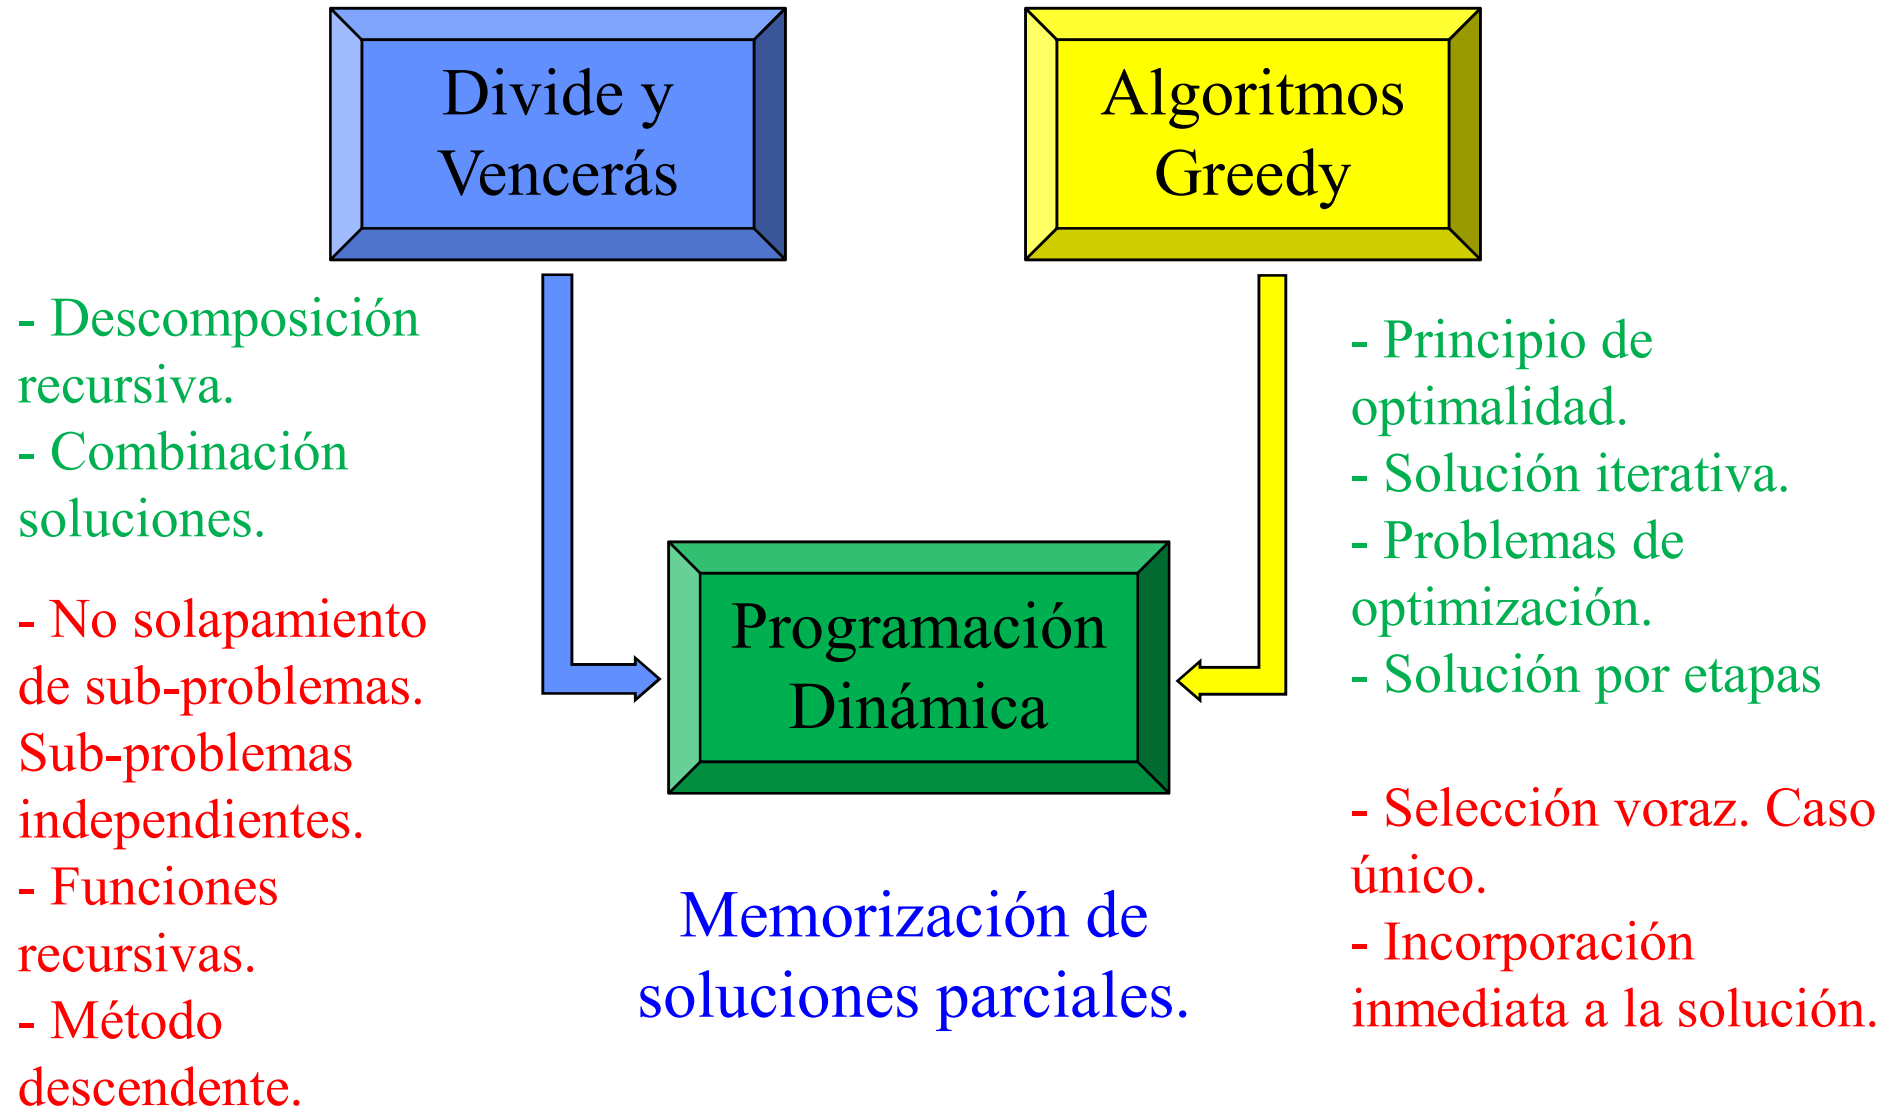 Divide y
Vencerás
Algoritmos
Greedy
- Descomposición
recursiva.
- Combinación
soluciones.
- No solapamiento
de sub-problemas.
Sub-problemas
independientes.
- Funciones
recursivas.
- Método
descendente.
Programación
Dinámica
Memorización de
soluciones parciales.
- Principio de
optimalidad.
- Solución iterativa.
- Problemas de
optimización.
- Solución por etapas
- Selección voraz. Caso
único.
- Incorporación
inmediata a la solución.